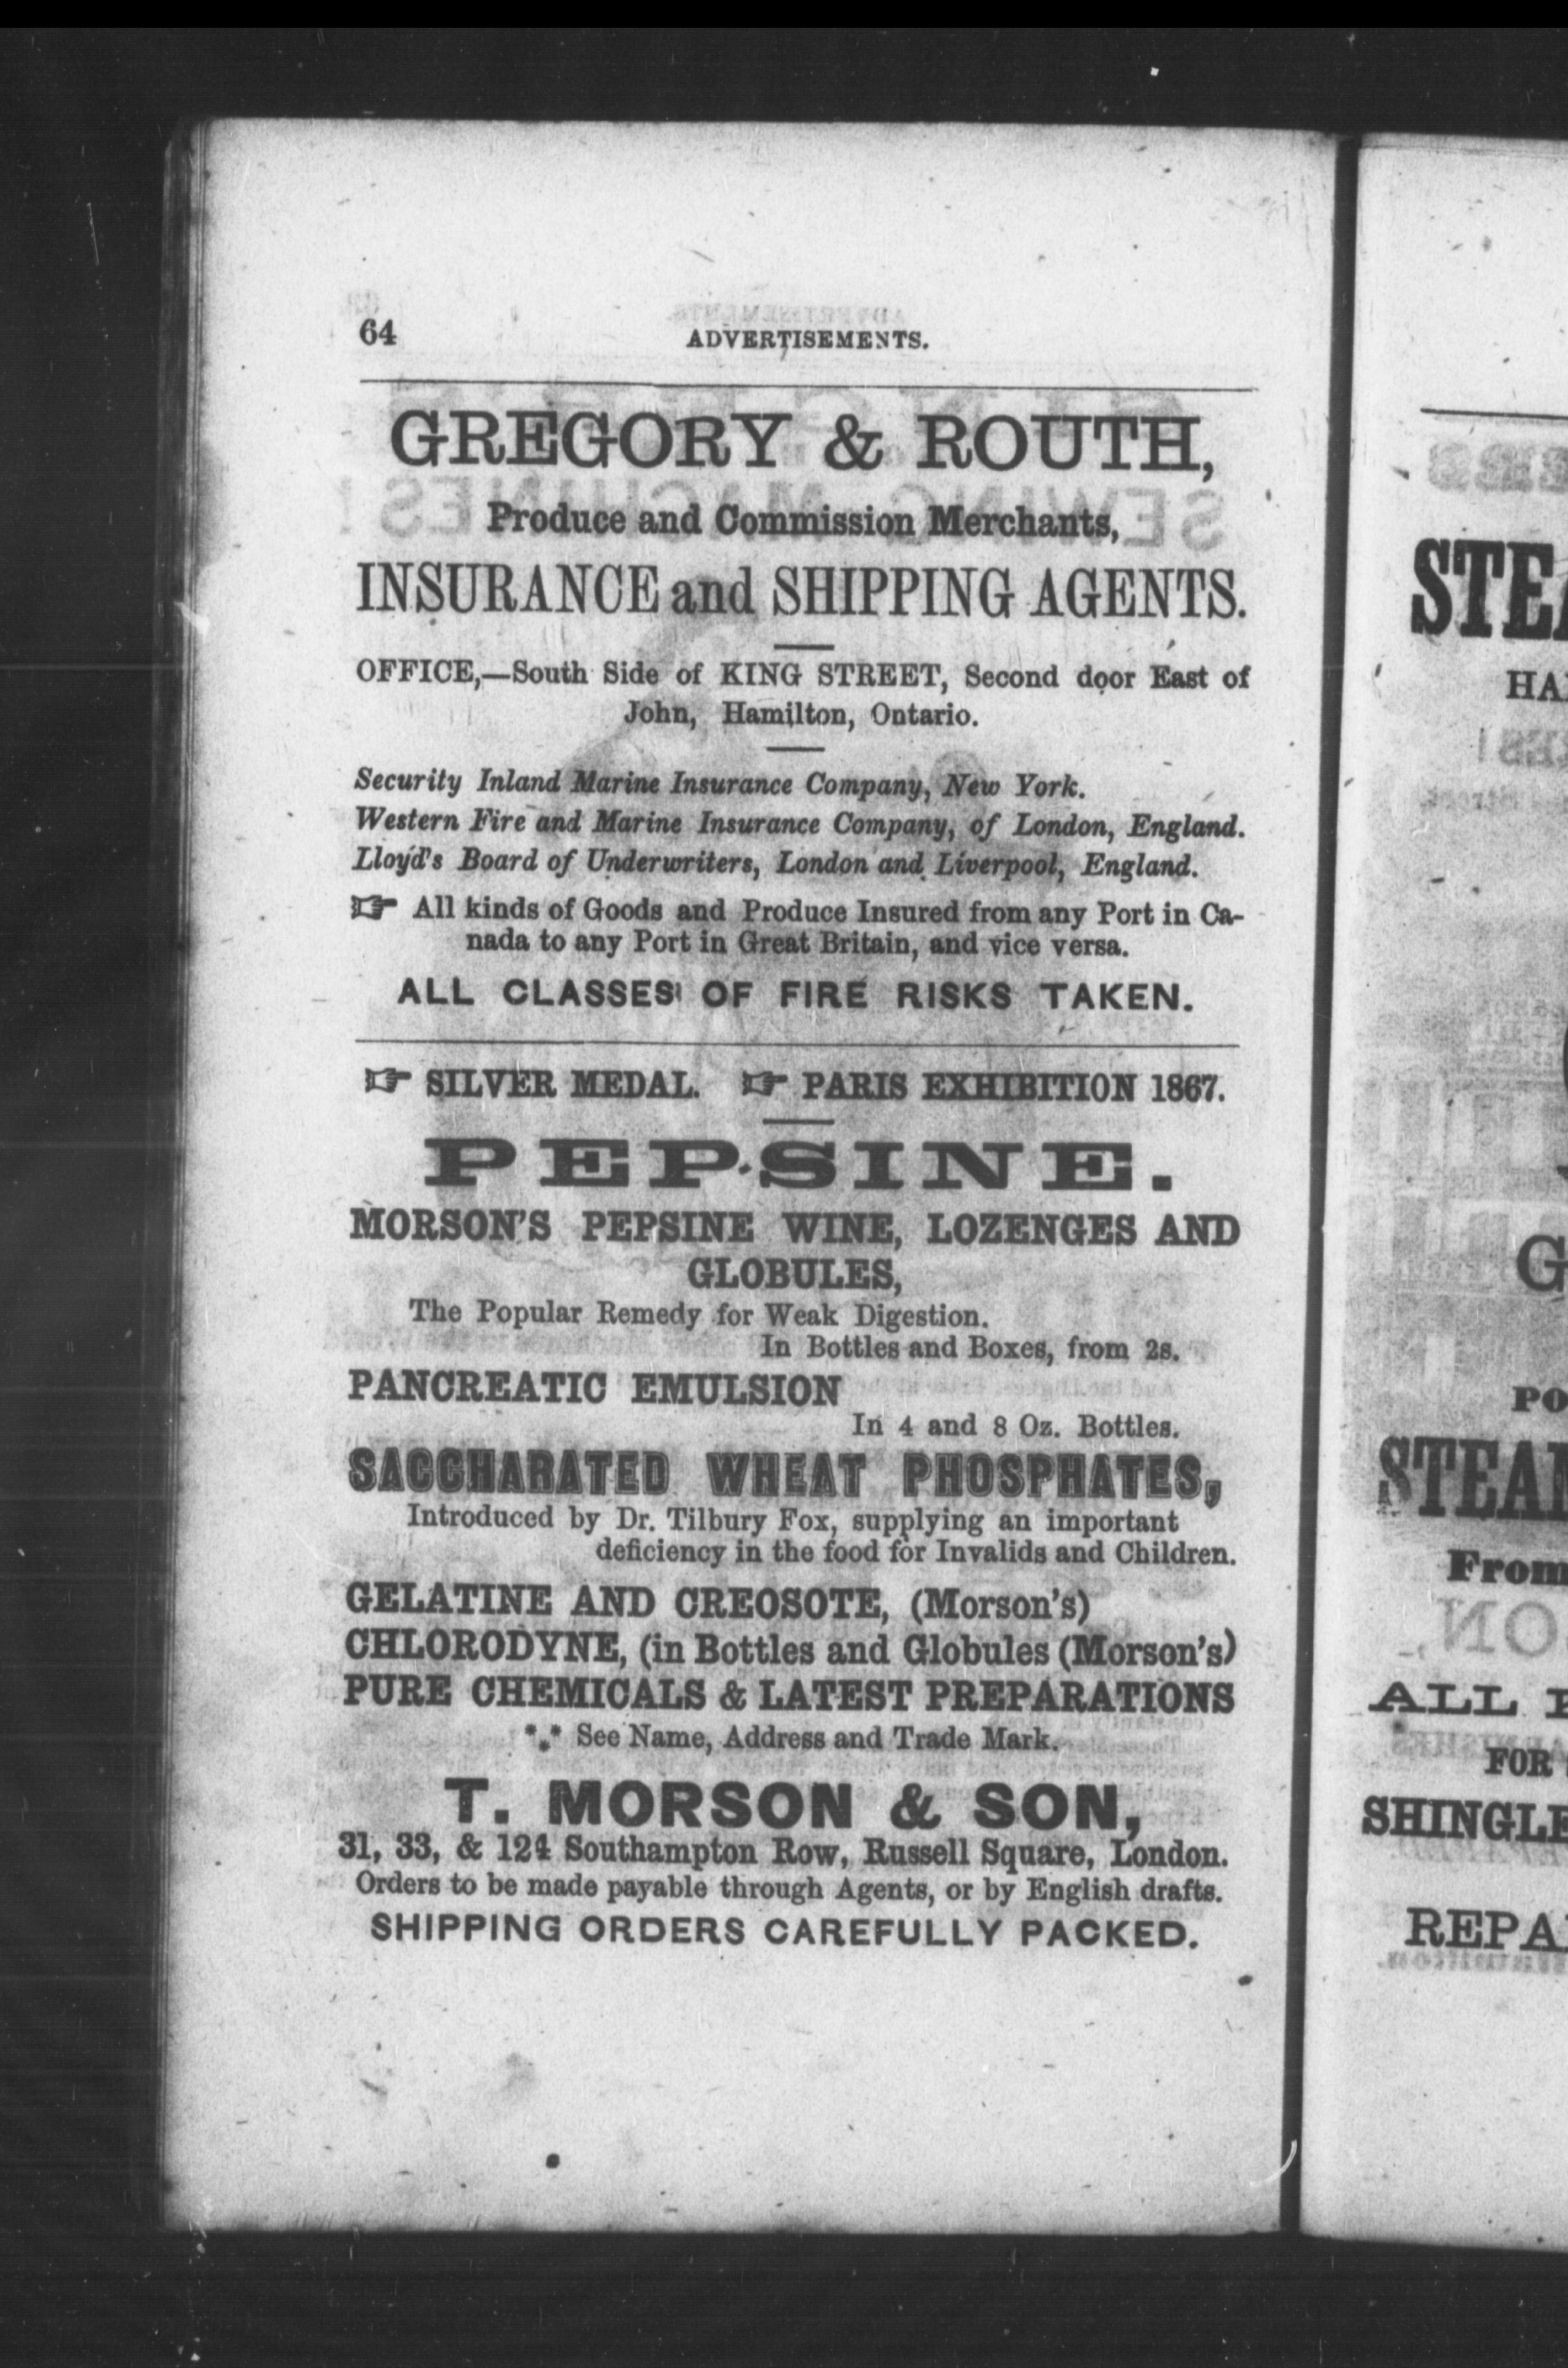 64
ADVERTISEMENTS.
GREGORY & ROUTH,
Produce and Commission Merchants,
INSURANCE and SHIPPING AGENTS.
OFFICE,—South Side of KING STREET, Second door East of
John, Hamilton, Ontario.
Security Inland Marine Insurance Company, New York.
Western Fire and Marine Insurance Company, of London, England.
Lloyd's Board of Underwriters, London and Liverpool, England.
☞ All kinds of Goods and Produce Insured from any Port in Ca-
nada to any Port in Great Britain, and vice versa.
ALL CLASSES OF FIRE RISKS TAKEN.
☞ SILVER MEDAL. ☞ PARIS EXHIBITION 1867.
PEPSINE.
MORSON'S PEPSINE WINE, LOZENGES AND
GLOBULES,
The Popular Remedy for Weak Digestion.
In Bottles and Boxes, from 2s.
PANCREATIC EMULSION
In 4 and 8 Oz. Bottles.
SACCHARATED WHEAT PHOSPHATES,
Introduced by Dr. Tilbury Fox, supplying an important
deficiency in the food for Invalids and Children.
GELATINE AND CREOSOTE, (Morson's)
CHLORODYNE, (in Bottles and Globules (Morson's)
PURE CHEMICALS & LATEST PREPARATIONS
*** See Name, Address and Trade Mark.
T. MORSON & SON,
31, 33, & 124 Southampton Row, Russell Square, London.
Orders to be made payable through Agents, or by English drafts.
SHIPPING ORDERS CAREFULLY PACKED.
STEA
HA
G
PO
STEAM
From
ALL
FOR
SHINGLE
REPA